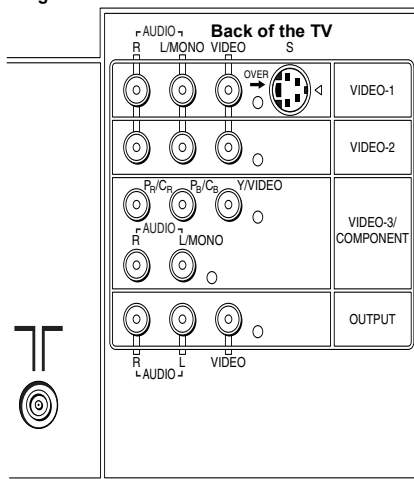 AUDIO Back of the TV
R L/MONO VIDEO S
OVER
VIDEO-1
VIDEO-2
PR/CR PB/CB Y/VIDEO
AUDIO
R L/MONO
VIDEO-3/
COMPONENT
OUTPUT
R L VIDEO
AUDIO